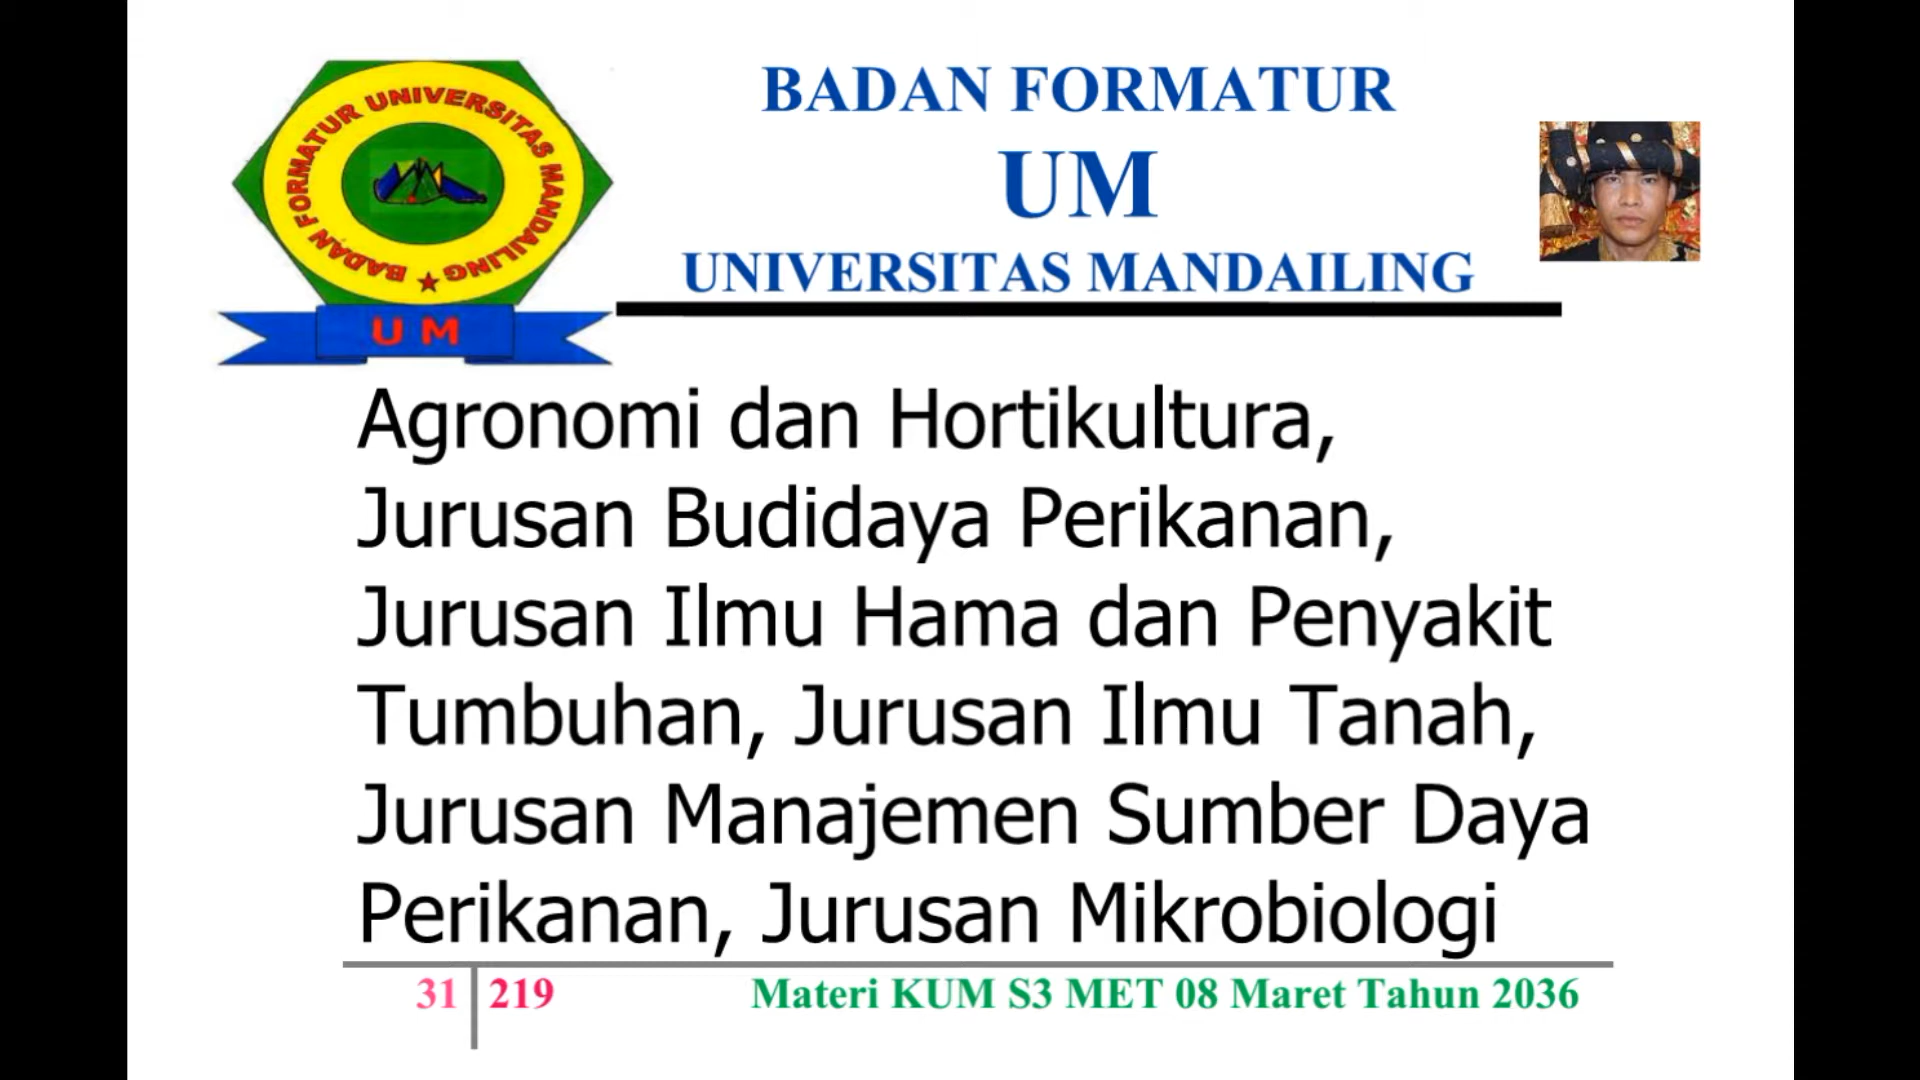 BADAN FORMATUR UNIVERSITAS MANDAILING
U M
BADAN FORMATUR
UM
UNIVERSITAS MANDAILING
Agronomi dan Hortikultura,
Jurusan Budidaya Perikanan,
Jurusan Ilmu Hama dan Penyakit
Tumbuhan, Jurusan Ilmu Tanah,
Jurusan Manajemen Sumber Daya
Perikanan, Jurusan Mikrobiologi
31 219
Materi KUM S3 MET 08 Maret Tahun 2036